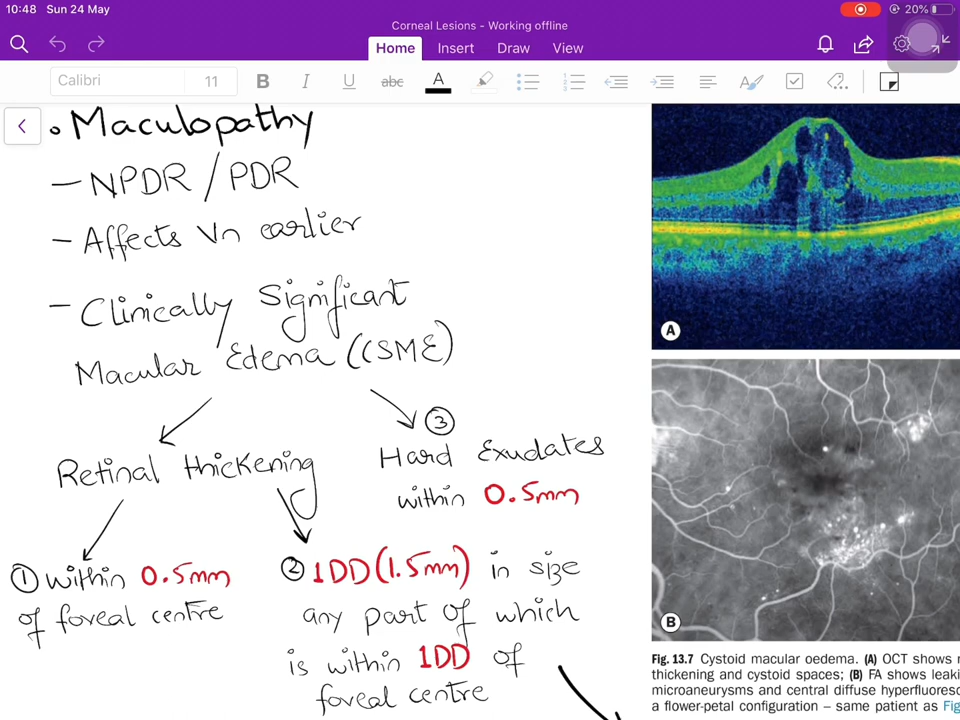 10:48 Sun 24 May
20%
Corneal Lesions - Working offline
Home Insert Draw View
Calibri 11 B I U abc A
• Maculopathy
– NPDR / PDR
– Affects Vn earlier
– Clinically Significant
Macular Edema (CSME)
Retinal thickening
③
Hard Exudates
within 0.5mm
① within 0.5mm
of foveal centre
② 1DD (1.5mm) in size
any part of which
is within 1DD of
foveal centre
A
B
Fig. 13.7 Cystoid macular oedema. (A) OCT shows
thickening and cystoid spaces; (B) FA shows
microaneurysms and central diffuse
a flower-petal configuration – same patient as Fig